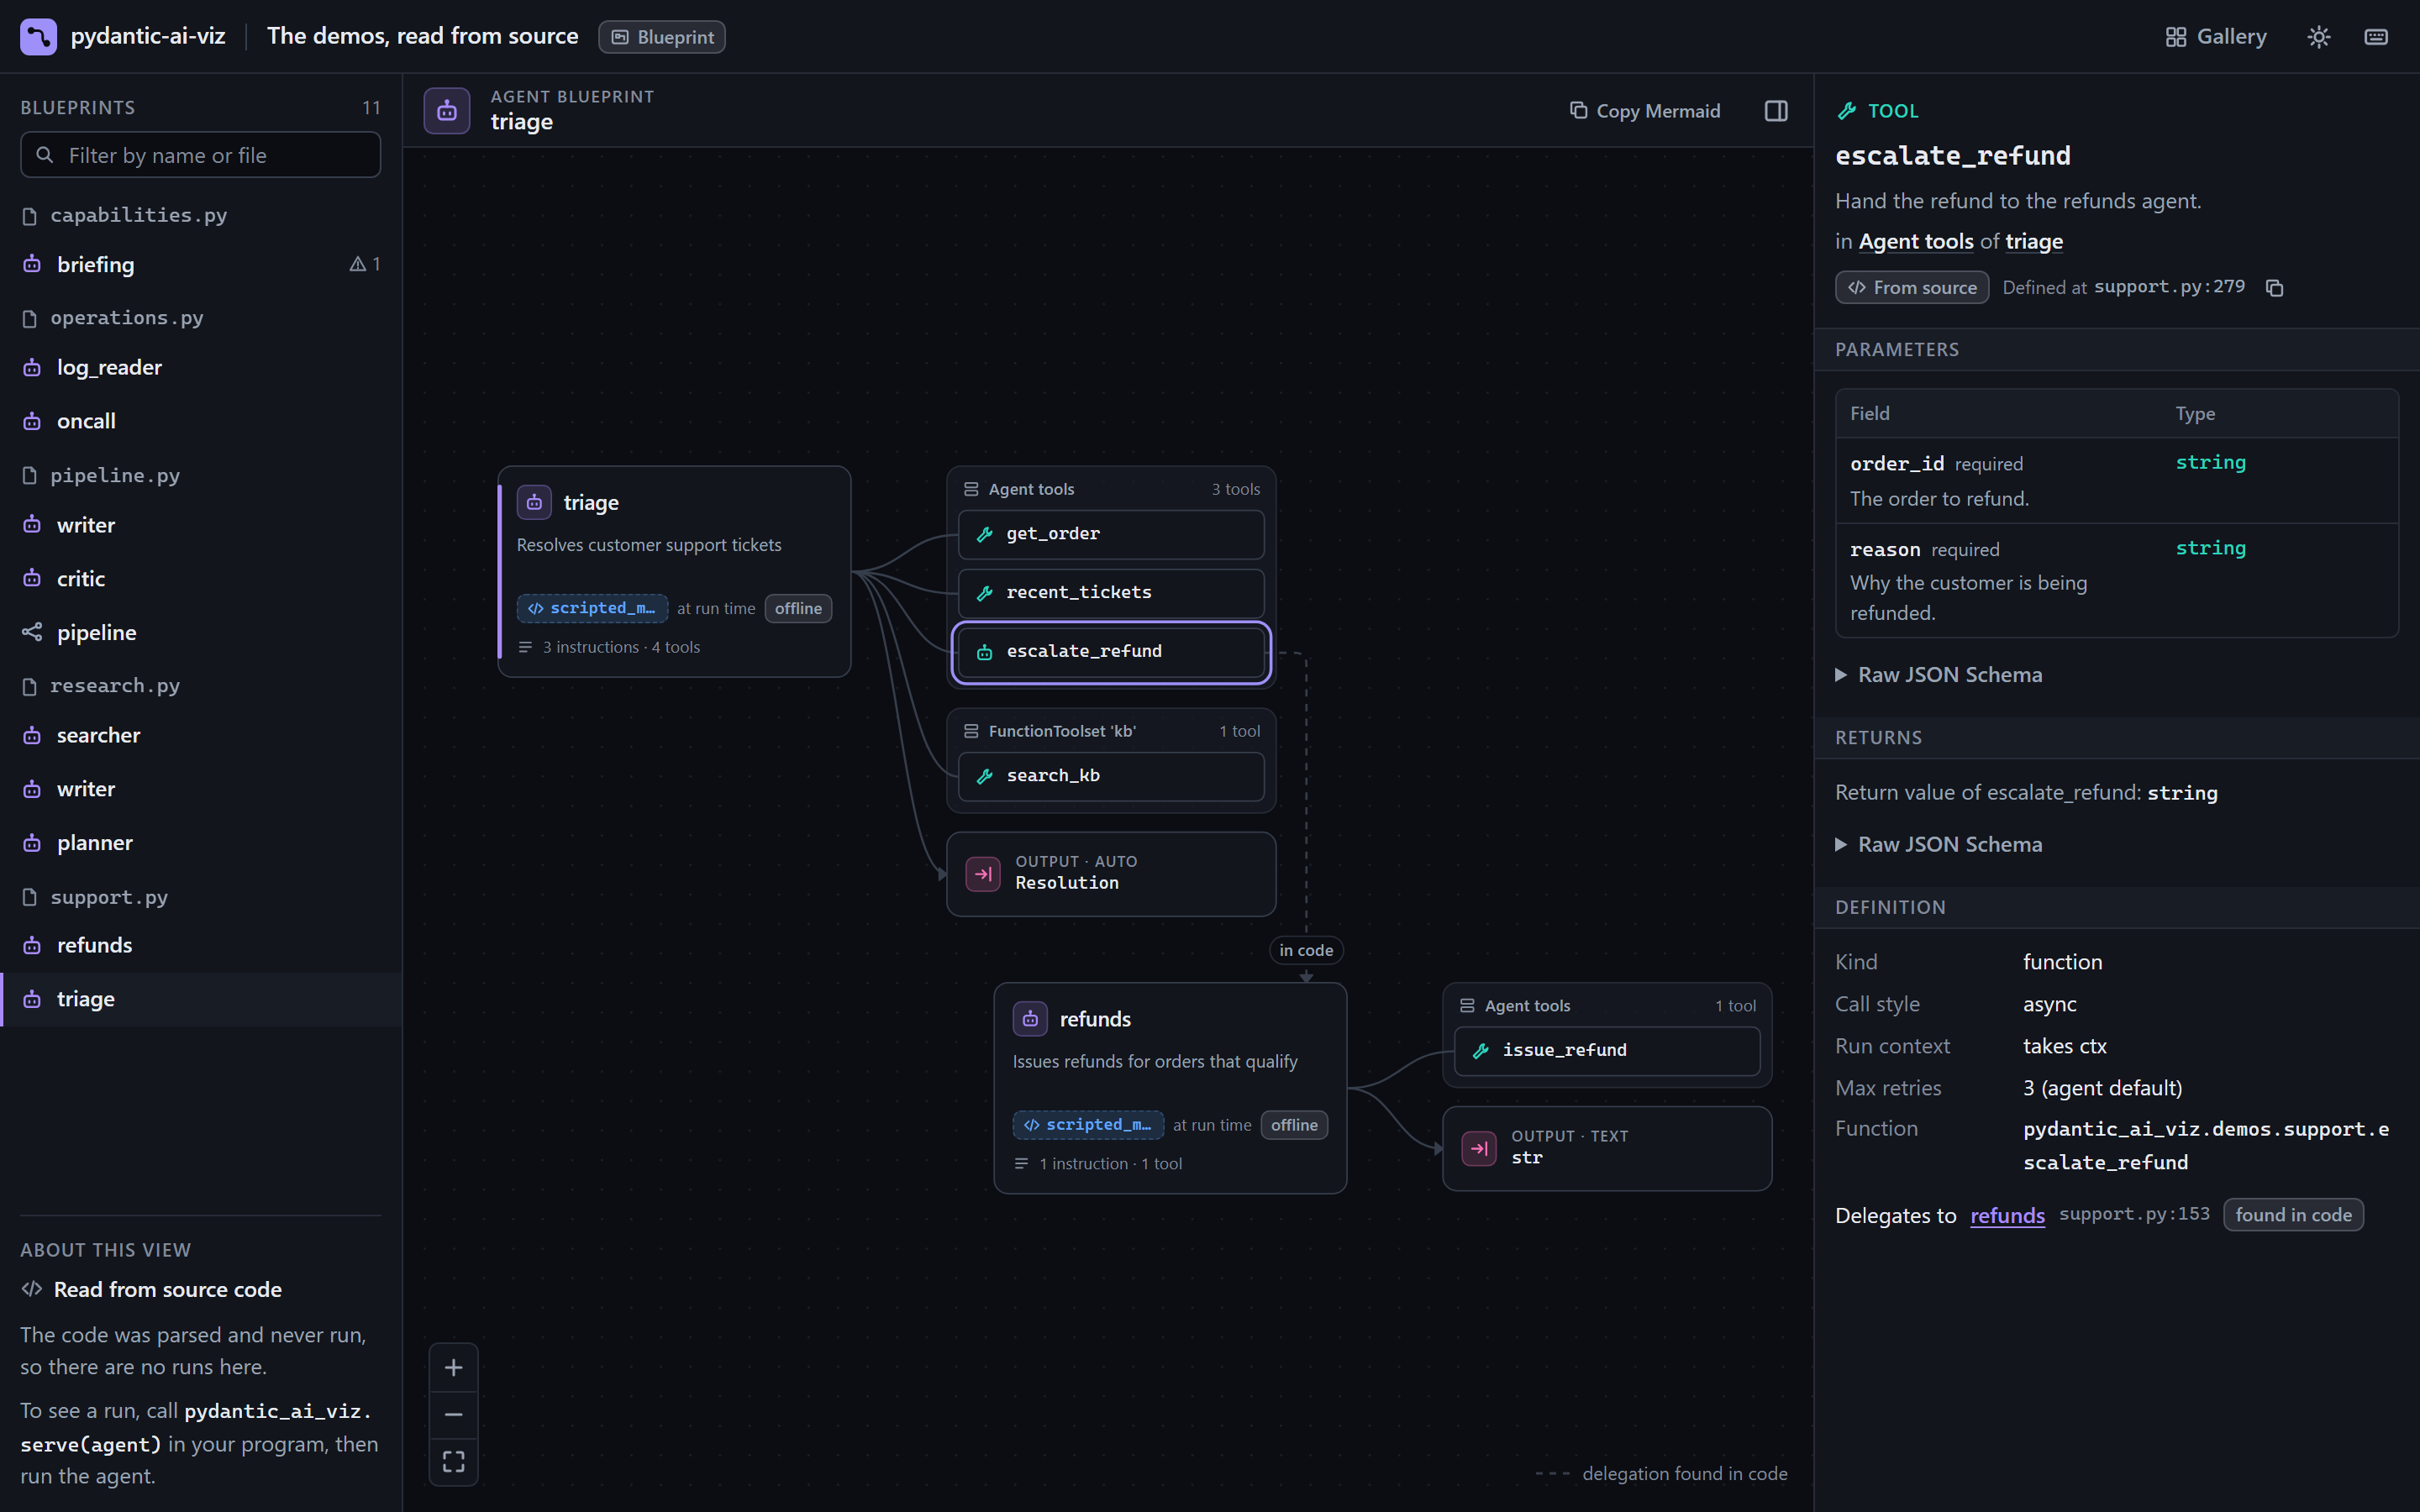 pydantic-ai-viz
The demos, read from source
Blueprint
Gallery
BLUEPRINTS 11
Filter by name or file
capabilities.py
briefing 1
operations.py
log_reader
oncall
pipeline.py
writer
critic
pipeline
research.py
searcher
writer
planner
support.py
refunds
triage
ABOUT THIS VIEW
Read from source code
The code was parsed and never run,
so there are no runs here.
To see a run, call pydantic_ai_viz.
serve(agent) in your program, then
run the agent.
AGENT BLUEPRINT
triage
Copy Mermaid
triage
Resolves customer support tickets
scripted_m… at run time offline
3 instructions · 4 tools
Agent tools 3 tools
get_order
recent_tickets
escalate_refund
FunctionToolset 'kb' 1 tool
search_kb
OUTPUT · AUTO
Resolution
in code
refunds
Issues refunds for orders that qualify
scripted_m… at run time offline
1 instruction · 1 tool
Agent tools 1 tool
issue_refund
OUTPUT · TEXT
str
delegation found in code
TOOL
escalate_refund
Hand the refund to the refunds agent.
in Agent tools of triage
From source Defined at support.py:279
PARAMETERS
Field Type
order_id required string
The order to refund.
reason required string
Why the customer is being
refunded.
Raw JSON Schema
RETURNS
Return value of escalate_refund: string
Raw JSON Schema
DEFINITION
Kind function
Call style async
Run context takes ctx
Max retries 3 (agent default)
Function pydantic_ai_viz.demos.support.e
scalate_refund
Delegates to refunds support.py:153 found in code